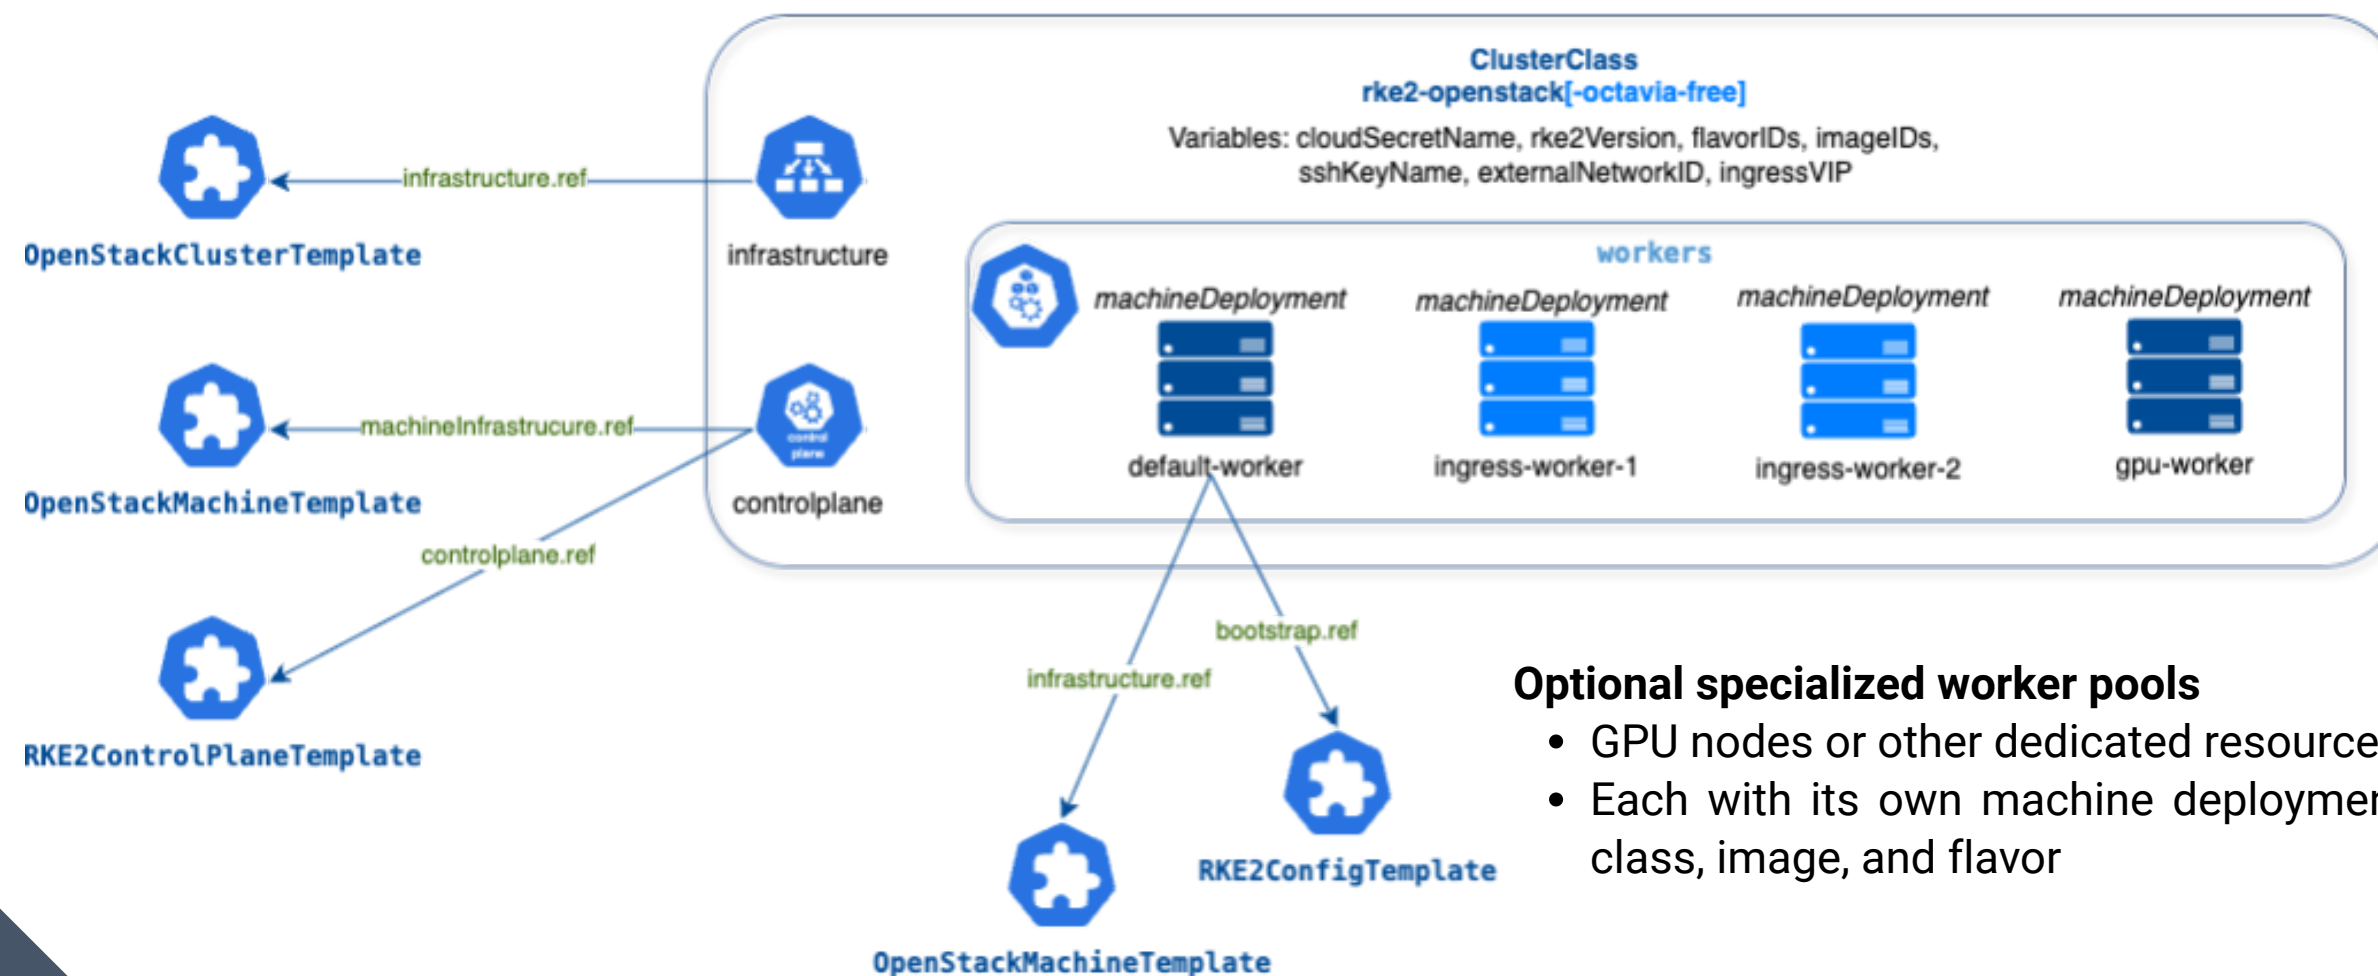 ClusterClass
rke2-openstack[-octavia-free]
Variables: cloudSecretName, rke2Version, flavorIDs, imageIDs,
sshKeyName, externalNetworkID, ingressVIP
infrastructure.ref
OpenStackClusterTemplate
infrastructure
workers
machineDeployment
machineDeployment
machineDeployment
machineDeployment
default-worker
ingress-worker-1
ingress-worker-2
gpu-worker
machineInfrastrucure.ref
control
plane
OpenStackMachineTemplate
controlplane
controlplane.ref
RKE2ControlPlaneTemplate
bootstrap.ref
infrastructure.ref
RKE2ConfigTemplate
OpenStackMachineTemplate
Optional specialized worker pools
• GPU nodes or other dedicated resource
• Each with its own machine deploymen
class, image, and flavor